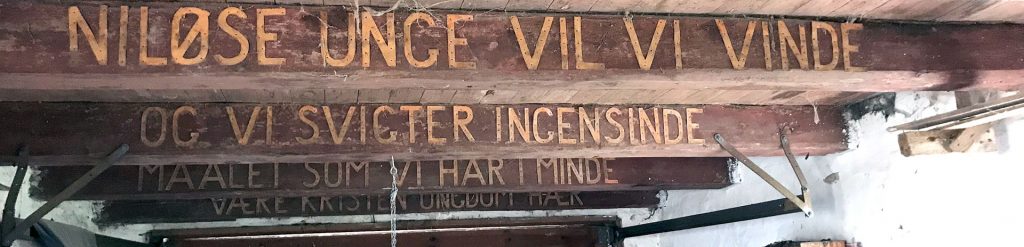 NILØSE UNGE VIL VI VINDE
OG VI SVIGTER INGENSINDE
MAALET SOM VI HAR I MINDE
VÆRE KRISTEN UNGDOM HÆR